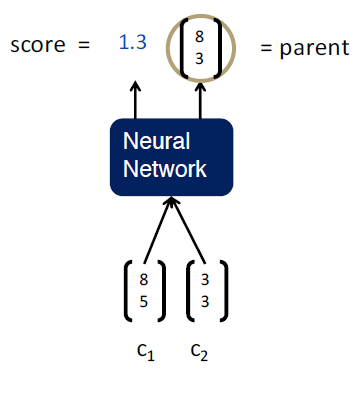 score = 1.3 8 = parent
3
Neural
Network
8 3
5 3
c1 c2